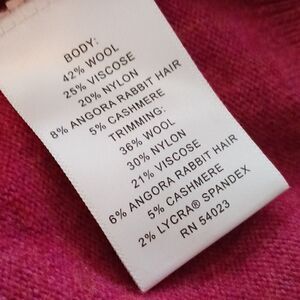 BODY:
42% WOOL
25% VISCOSE
20% NYLON
8% ANGORA RABBIT HAIR
5% CASHMERE
TRIMMING:
36% WOOL
30% NYLON
21% VISCOSE
6% ANGORA RABBIT HAIR
5% CASHMERE
2% LYCRA® SPANDEX
RN 54023